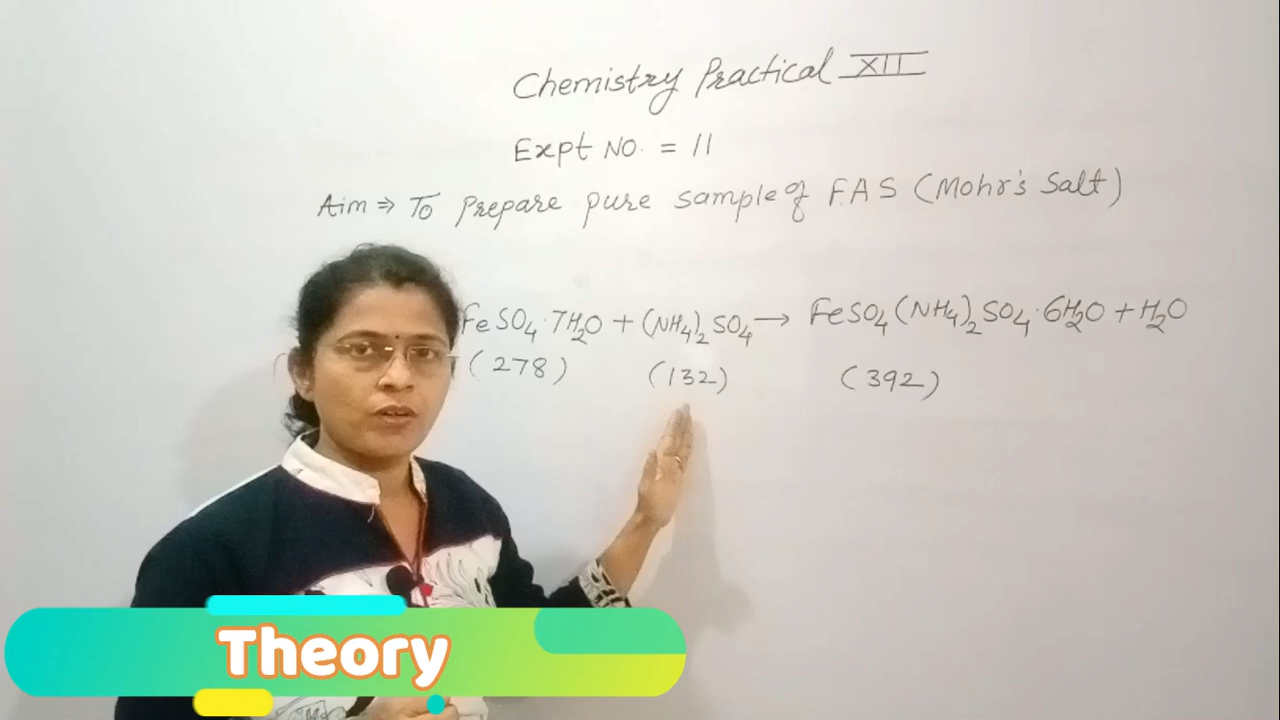 Chemistry Practical XII
Expt NO. = 11
Aim ⇒ To prepare pure sample of F.A S (Mohr's Salt)
FeSO₄·7H₂O + (NH₄)₂SO₄ → FeSO₄(NH₄)₂SO₄·6H₂O + H₂O
(278) (132) (392)
Theory